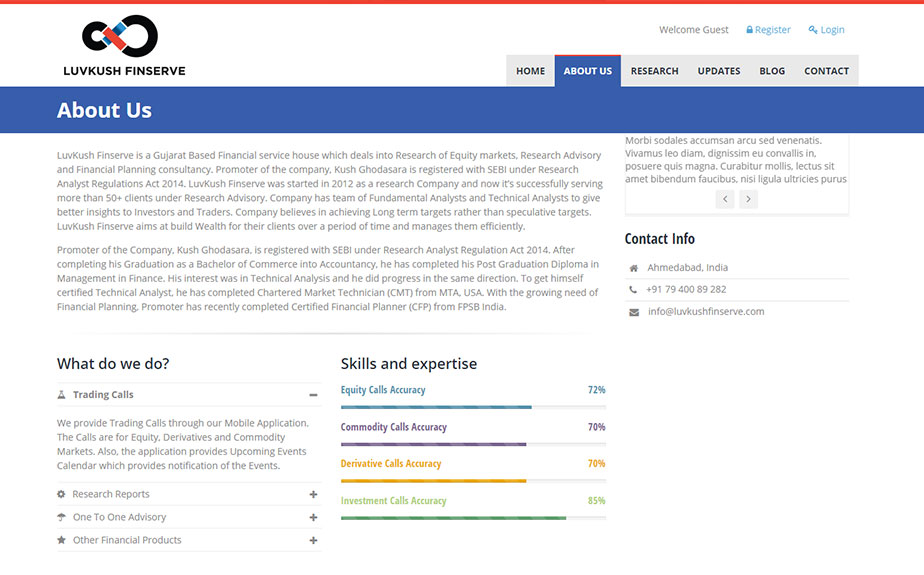 LUVKUSH FINSERVE
Welcome Guest Register Login
HOME ABOUT US RESEARCH UPDATES BLOG CONTACT
About Us
LuvKush Finserve is a Gujarat Based Financial service house which deals into Research of Equity markets, Research Advisory
and Financial Planning consultancy. Promoter of the company, Kush Ghodasara is registered with SEBI under Research
Analyst Regulations Act 2014. LuvKush Finserve was started in 2012 as a research Company and now it's successfully serving
more than 50+ clients under Research Advisory. Company has team of Fundamental Analysts and Technical Analysts to give
better insights to Investors and Traders. Company believes in achieving Long term targets rather than speculative targets.
LuvKush Finserve aims at build Wealth for their clients over a period of time and manages them efficiently.
Promoter of the Company, Kush Ghodasara, is registered with SEBI under Research Analyst Regulation Act 2014. After
completing his Graduation as a Bachelor of Commerce into Accountancy, he has completed his Post Graduation Diploma in
Management in Finance. His interest was in Technical Analysis and he did progress in the same direction. To get himself
certified Technical Analyst, he has completed Chartered Market Technician (CMT) from MTA, USA. With the growing need of
Financial Planning, Promoter has recently completed Certified Financial Planner (CFP) from FPSB India.
What do we do?
Trading Calls
We provide Trading Calls through our Mobile Application.
The Calls are for Equity, Derivatives and Commodity
Markets. Also, the application provides Upcoming Events
Calendar which provides notification of the Events.
Research Reports
One To One Advisory
Other Financial Products
Skills and expertise
Equity Calls Accuracy 72%
Commodity Calls Accuracy 70%
Derivative Calls Accuracy 70%
Investment Calls Accuracy 85%
Morbi sodales accumsan arcu sed venenatis.
Vivamus leo diam, dignissim eu convallis in,
posuere quis magna. Curabitur mollis, lectus sit
amet bibendum faucibus, nisi ligula ultricies purus
Contact Info
Ahmedabad, India
+91 79 400 89 282
info@luvkushfinserve.com